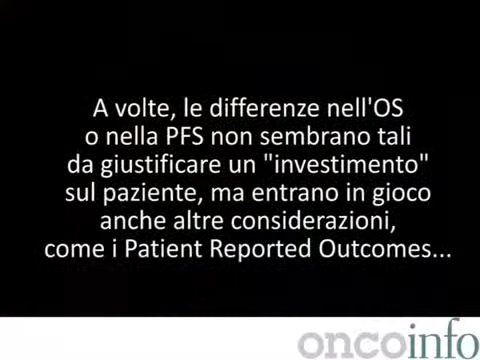 A volte, le differenze nell'OS
o nella PFS non sembrano tali
da giustificare un "investimento"
sul paziente, ma entrano in gioco
anche altre considerazioni,
come i Patient Reported Outcomes...
oncoinfo